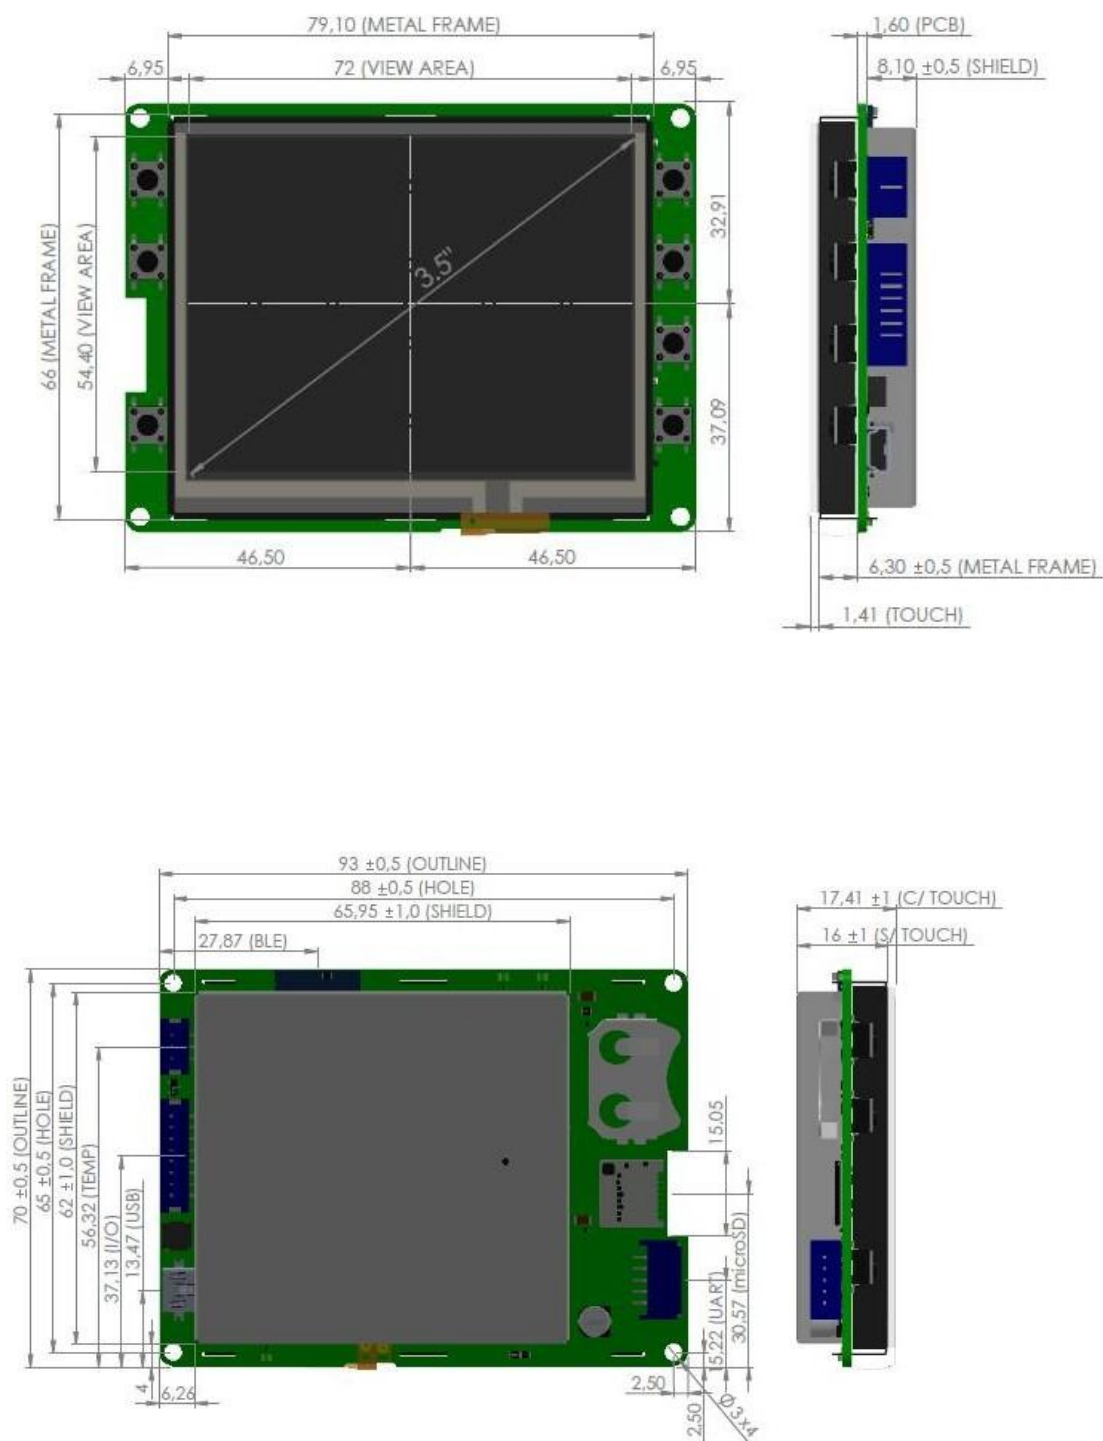 79,10 (METAL FRAME)
1,60 (PCB)
6,95
72 (VIEW AREA)
6,95
8,10 ±0,5 (SHIELD)
66 (METAL FRAME)
54,40 (VIEW AREA)
3.5"
32,91
37,09
46,50
46,50
6,30 ±0,5 (METAL FRAME)
1,41 (TOUCH)
93 ±0,5 (OUTLINE)
88 ±0,5 (HOLE)
65,95 ±1,0 (SHIELD)
27,87 (BLE)
17,41 ±1 (C/ TOUCH)
16 ±1 (S/ TOUCH)
70 ±0,5 (OUTLINE)
65 ±0,5 (HOLE)
62 ±1,0 (SHIELD)
56,32 (TEMP)
37,13 (I/O)
13,47 (USB)
15,05
15,22 (UART)
30,57 (microSD)
4
6,26
2,50
2,50
Ø 3 x4